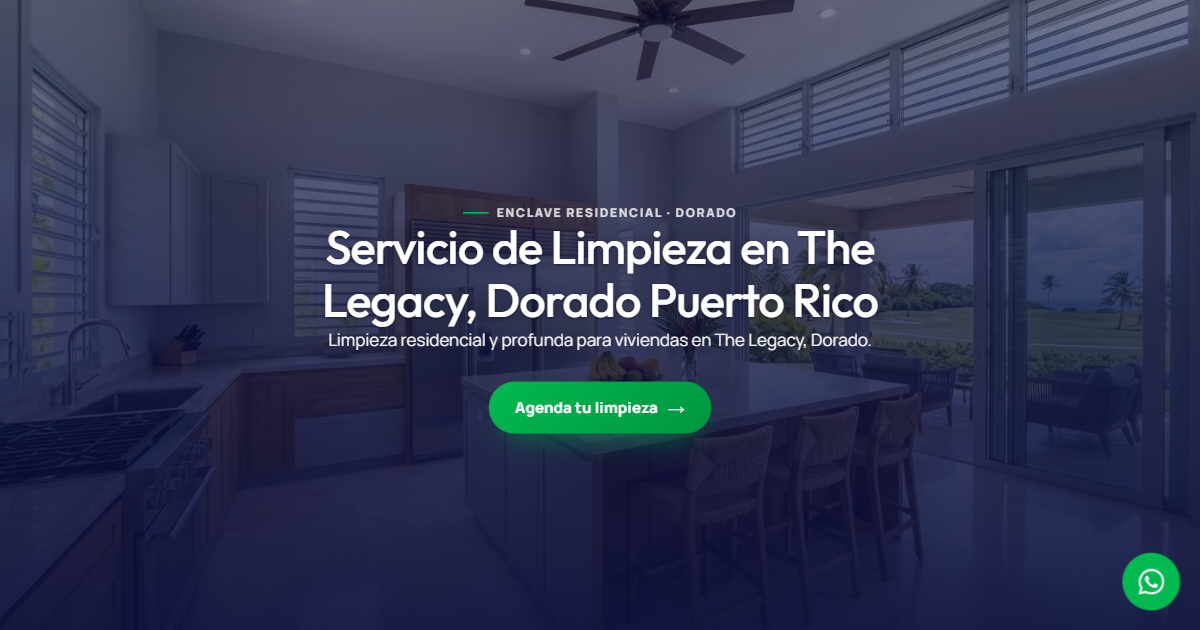 ENCLAVE RESIDENCIAL · DORADO
Servicio de Limpieza en The
Legacy, Dorado Puerto Rico
Limpieza residencial y profunda para viviendas en The Legacy, Dorado.
Agenda tu limpieza →